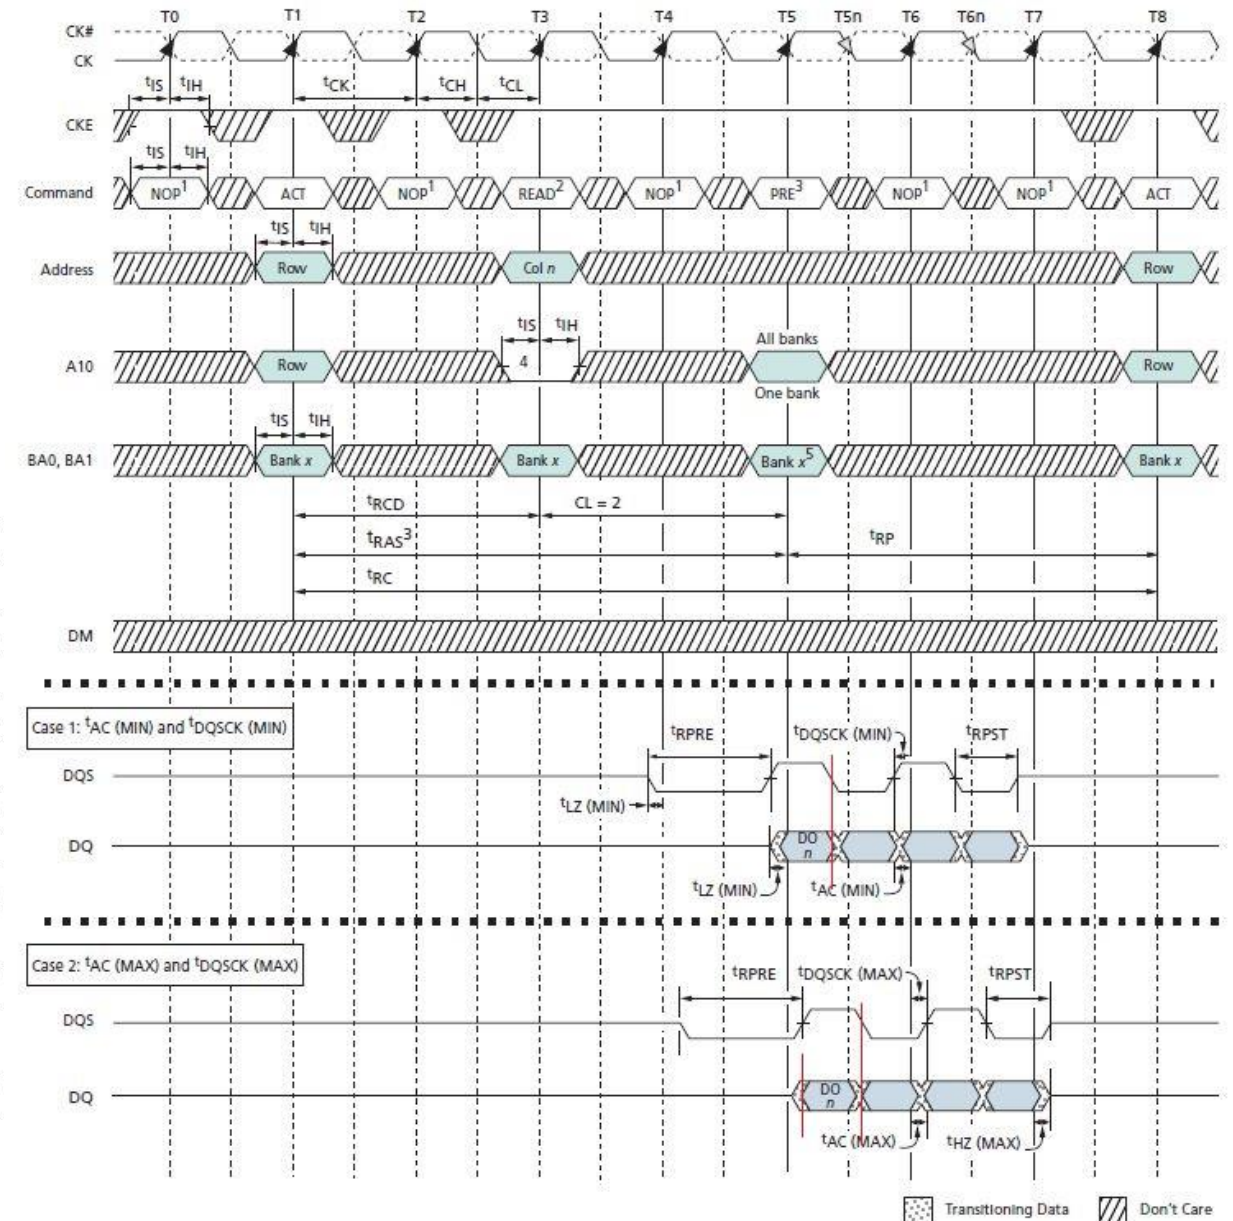 T0 T1 T2 T3 T4 T5 T5n T6 T6n T7 T8
CK#
CK
tIS tIH tCK tCH tCL
CKE
tIS tIH
Command NOP1 ACT NOP1 READ2 NOP1 PRE3 NOP1 NOP1 ACT
tIS tIH
Address Row Col n Row
tIS tIH All banks
A10 Row 4 Row
One bank
tIS tIH
BA0, BA1 Bank x Bank x Bank x5 Bank x
tRCD CL = 2
tRAS3 tRP
tRC
DM
Case 1: tAC (MIN) and tDQSCK (MIN)
tRPRE tDQSCK (MIN) tRPST
DQS
tLZ (MIN)
DQ DO n
tLZ (MIN) tAC (MIN)
Case 2: tAC (MAX) and tDQSCK (MAX)
tRPRE tDQSCK (MAX) tRPST
DQS
DQ DO n
tAC (MAX) tHZ (MAX)
Transitioning Data Don't Care